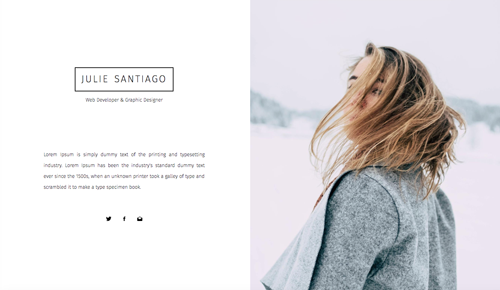 JULIE SANTIAGO
Web Developer & Graphic Designer
Lorem Ipsum is simply dummy text of the printing and typesetting
industry. Lorem Ipsum has been the industry's standard dummy text
ever since the 1500s, when an unknown printer took a galley of type and
scrambled it to make a type specimen book.